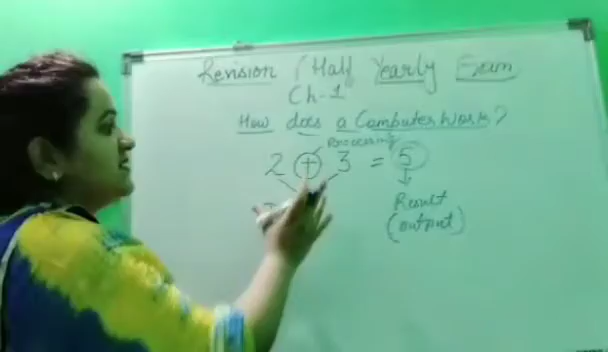 Revision (Half Yearly Exam
Ch-1
How does a Computer Work?
Processing
2 + 3 = 5
Result
(output)